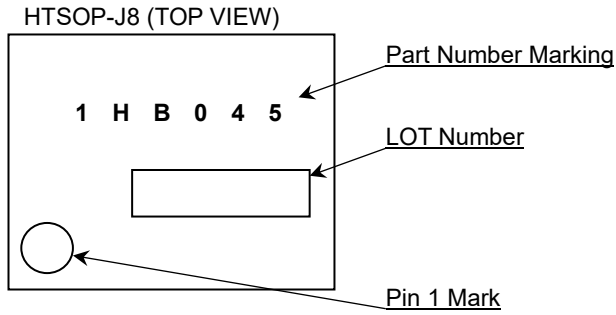 HTSOP-J8 (TOP VIEW)
Part Number Marking
1 H B 0 4 5
LOT Number
Pin 1 Mark